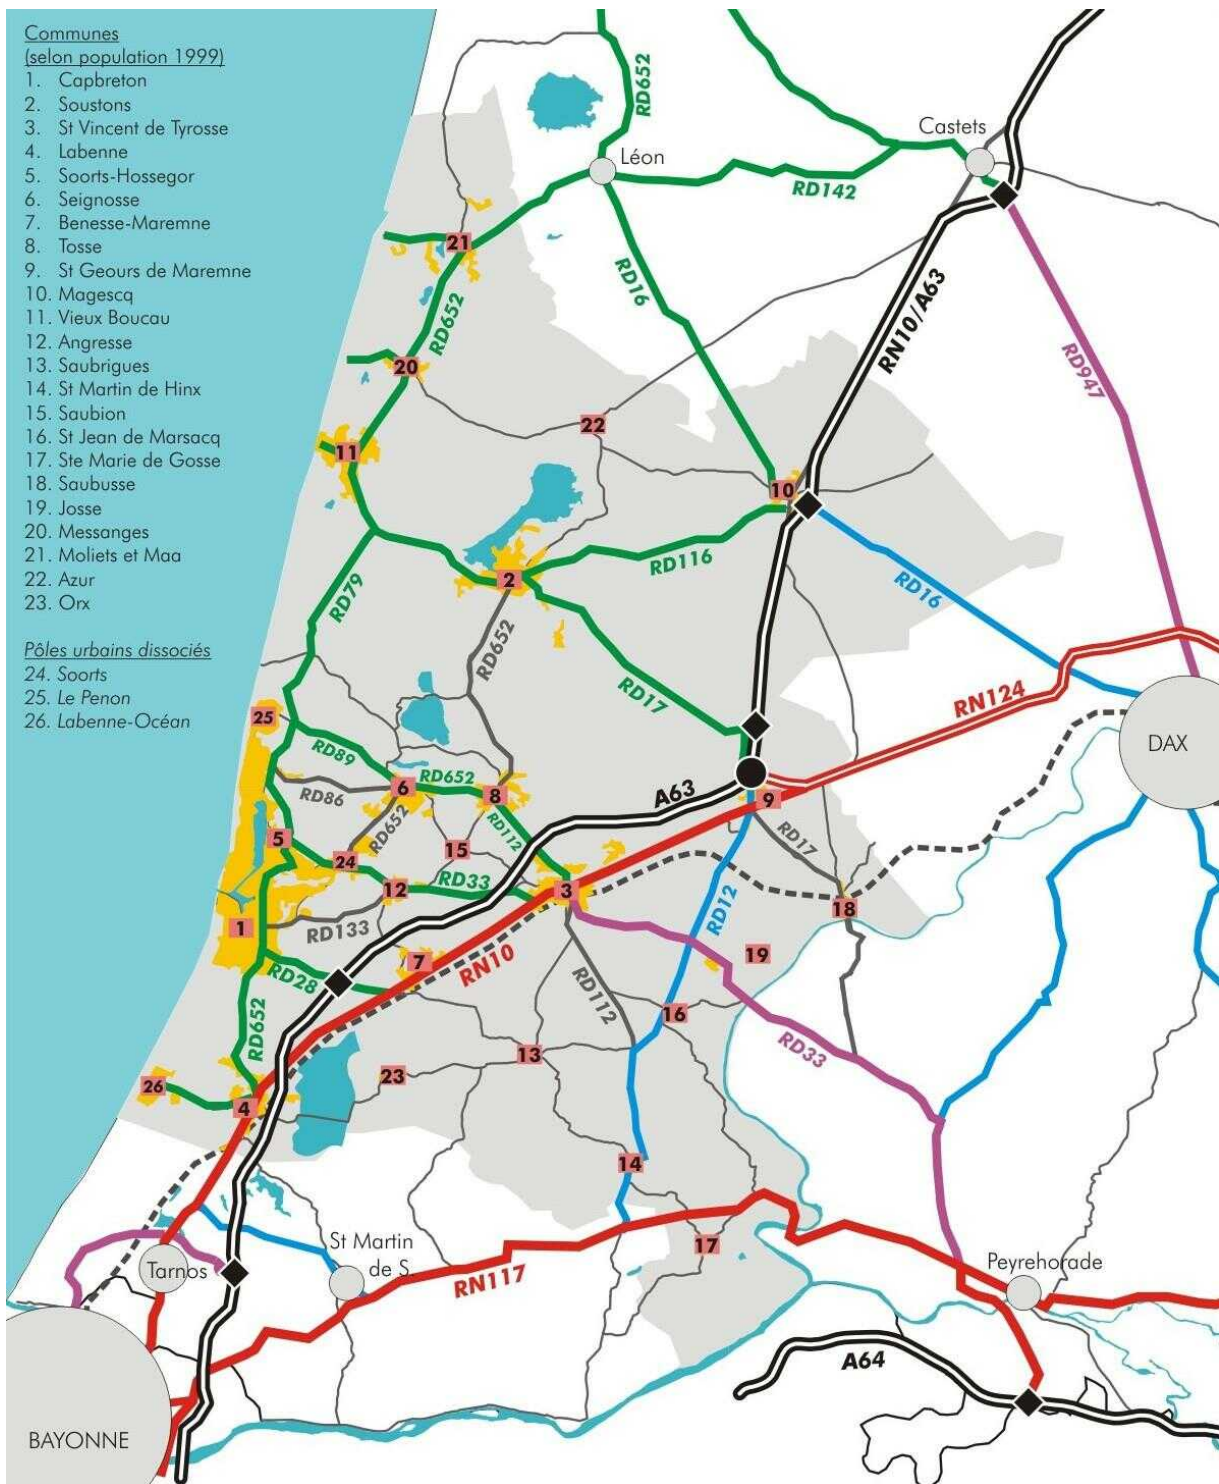 Communes
(selon population 1999)
1. Capbreton
2. Soustons
3. St Vincent de Tyrosse
4. Labenne
5. Soorts-Hossegor
6. Seignosse
7. Benesse-Maremne
8. Tosse
9. St Geours de Maremne
10. Magescq
11. Vieux Boucau
12. Angresse
13. Saubrigues
14. St Martin de Hinx
15. Saubion
16. St Jean de Marsacq
17. Ste Marie de Gosse
18. Saubusse
19. Josse
20. Messanges
21. Moliets et Maa
22. Azur
23. Orx
Pôles urbains dissociés
24. Soorts
25. Le Penon
26. Labenne-Océan
RD652
Castets
Léon
RD142
21
RD16
RN10/A63
RD652
RD947
20
22
11
10
RD116
2
RD16
RD79
RD652
RD17
RN124
25
DAX
RD89
RD652
6
A63
RD86
8
9
RD652
RD112
RD17
5
15
24
12
RD33
3
RD12
18
1
RD133
7
RN10
19
RD28
RD112
16
RD652
RD33
13
23
26
4
14
St Martin
de S.
17
Tarnos
RN117
Peyrehorade
A64
BAYONNE